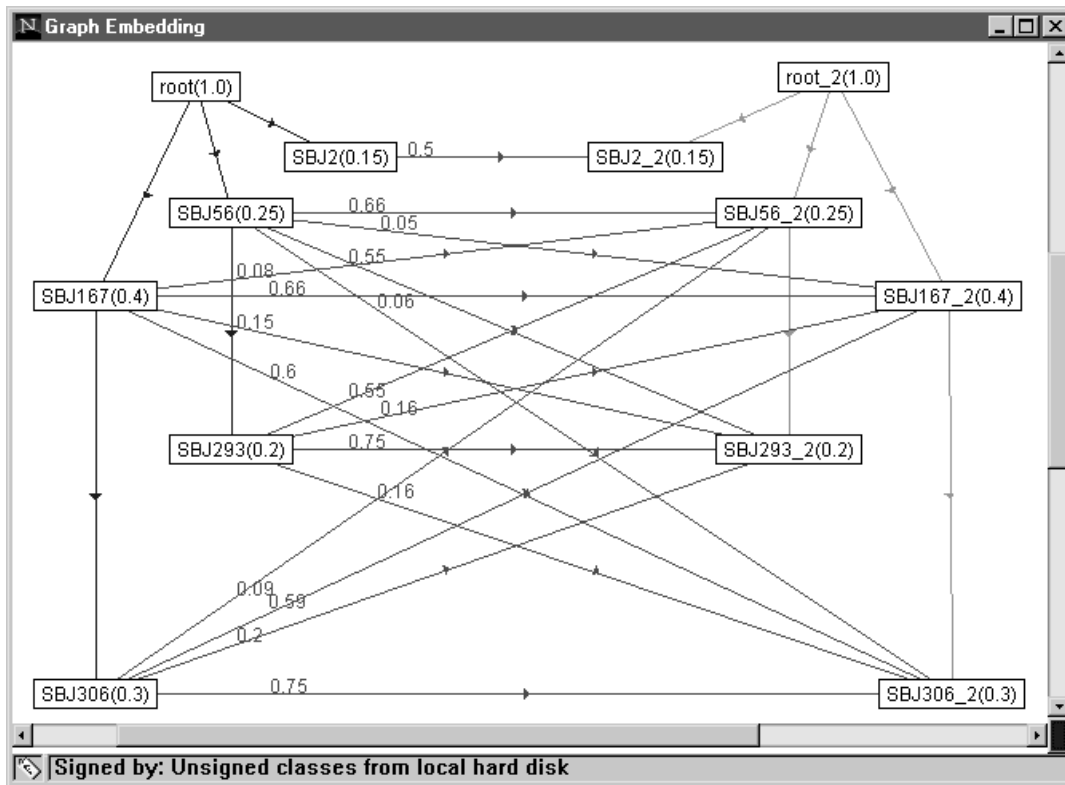 N Graph Embedding
root(1.0)
root_2(1.0)
SBJ2(0.15)
0.5
SBJ2_2(0.15)
SBJ56(0.25)
0.66
SBJ56_2(0.25)
0.05
0.55
0.08
SBJ167(0.4)
0.66
0.06
SBJ167_2(0.4)
0.15
0.6
0.55
0.16
SBJ293(0.2)
0.75
SBJ293_2(0.2)
0.16
0.09
0.59
0.2
SBJ306(0.3)
0.75
SBJ306_2(0.3)
Signed by: Unsigned classes from local hard disk